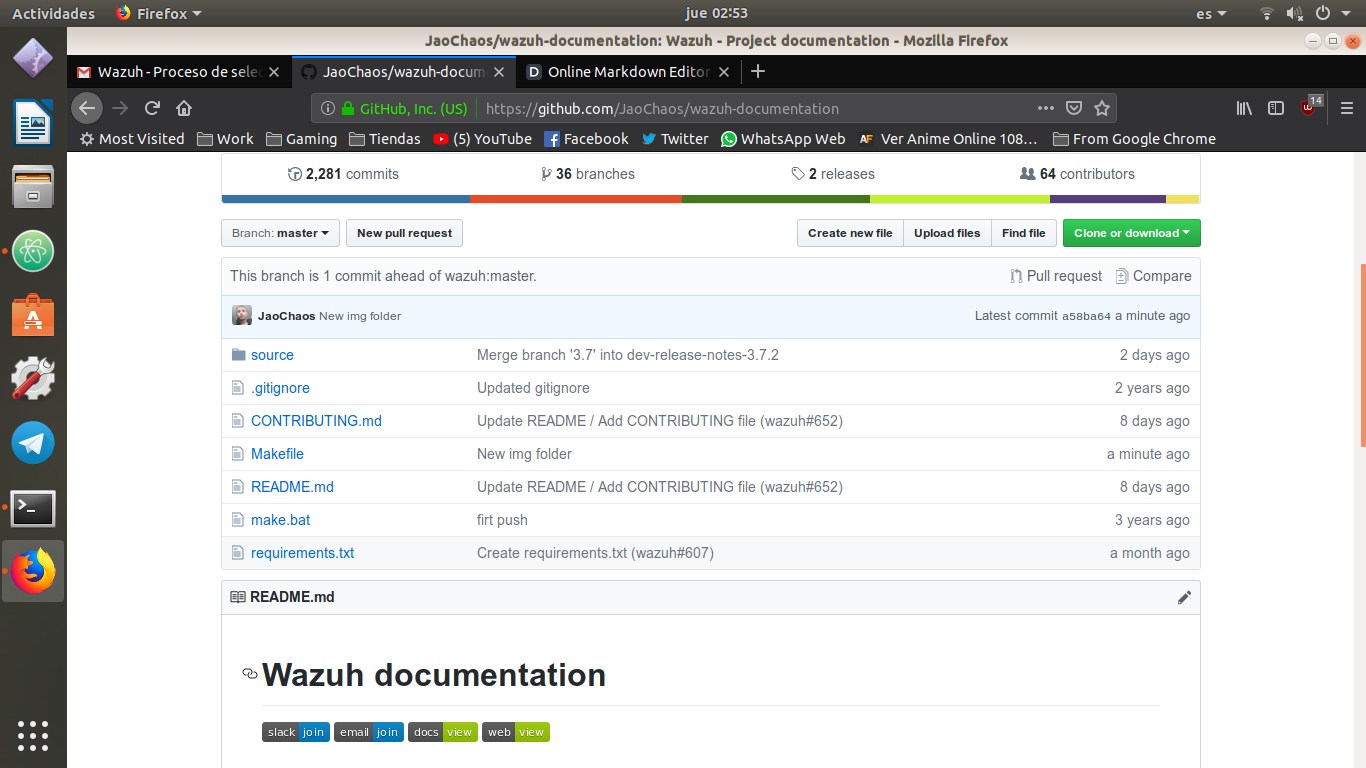 Actividades Firefox jue 02:53 es
JaoChaos/wazuh-documentation: Wazuh - Project documentation - Mozilla Firefox
Wazuh - Proceso de sele JaoChaos/wazuh-docum Online Markdown Editor
GitHub, Inc. (US) https://github.com/JaoChaos/wazuh-documentation 14
Most Visited Work Gaming Tiendas (5) YouTube Facebook Twitter WhatsApp Web AF Ver Anime Online 108... From Google Chrome
2,281 commits 36 branches 2 releases 64 contributors
Branch: master New pull request Create new file Upload files Find file Clone or download
This branch is 1 commit ahead of wazuh:master. Pull request Compare
JaoChaos New img folder Latest commit a58ba64 a minute ago
source Merge branch '3.7' into dev-release-notes-3.7.2 2 days ago
.gitignore Updated gitignore 2 years ago
CONTRIBUTING.md Update README / Add CONTRIBUTING file (wazuh#652) 8 days ago
Makefile New img folder a minute ago
README.md Update README / Add CONTRIBUTING file (wazuh#652) 8 days ago
make.bat firt push 3 years ago
requirements.txt Create requirements.txt (wazuh#607) a month ago
README.md
Wazuh documentation
slack join email join docs view web view